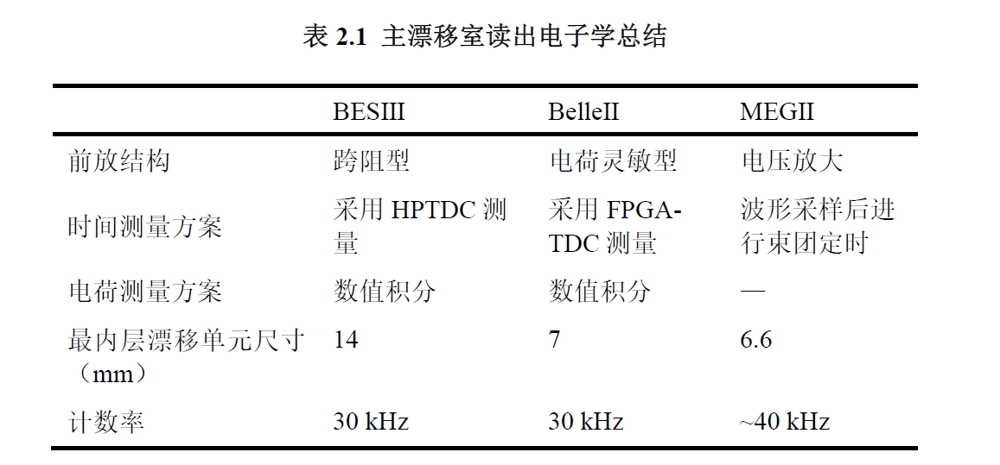 表 2.1 主漂移室读出电子学总结
BESIII BelleII MEGII
前放结构 跨阻型 电荷灵敏型 电压放大
时间测量方案 采用 HPTDC 测量 采用 FPGA-TDC 测量 波形采样后进行束团定时
电荷测量方案 数值积分 数值积分 —
最内层漂移单元尺寸（mm） 14 7 6.6
计数率 30 kHz 30 kHz ~40 kHz